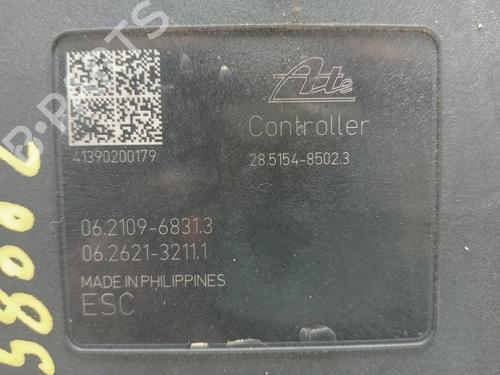 Ate
Controller
41390200179
28.5154-8502.3
06.2109-6831.3
06.2621-3211.1
MADE IN PHILIPPINES
ESC
B-PARTS